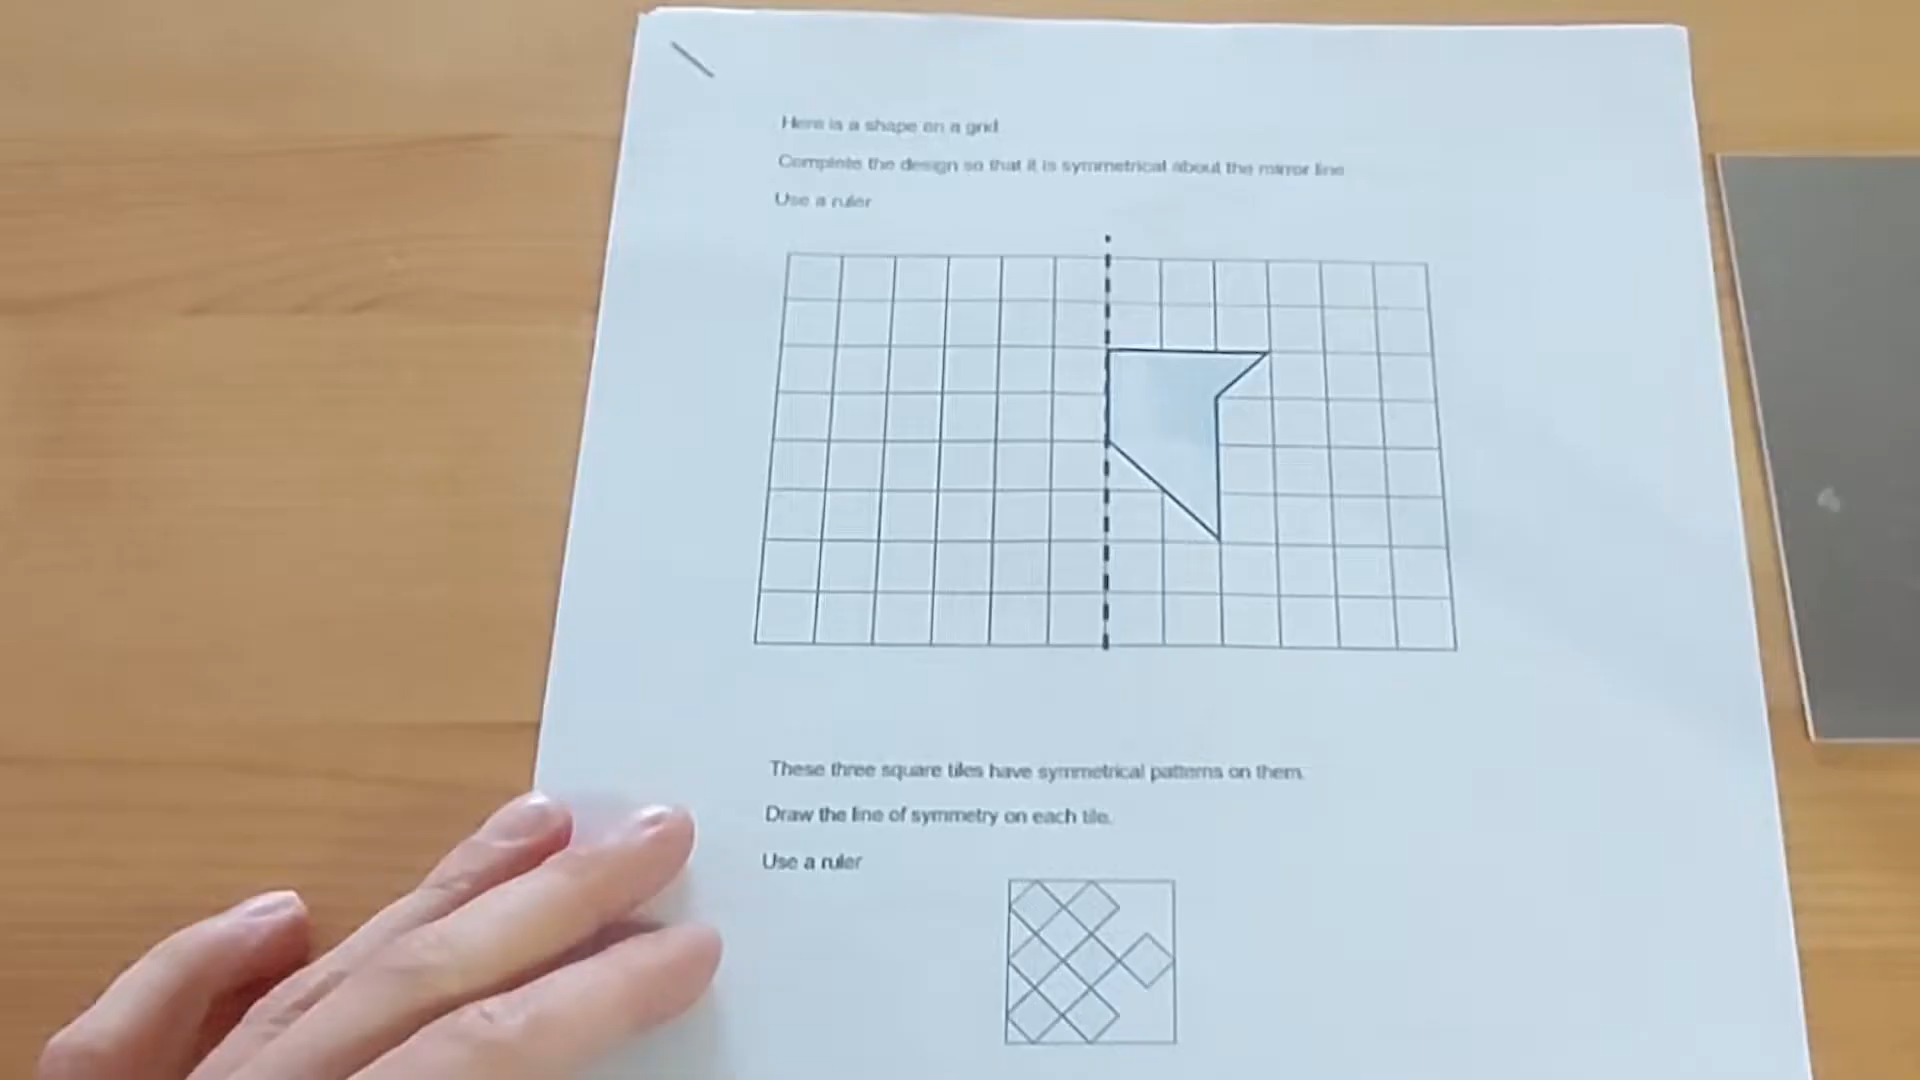 Here is a shape on a grid
Complete the design so that it is symmetrical about the mirror line
Use a ruler
These three square tiles have symmetrical patterns on them.
Draw the line of symmetry on each tile.
Use a ruler